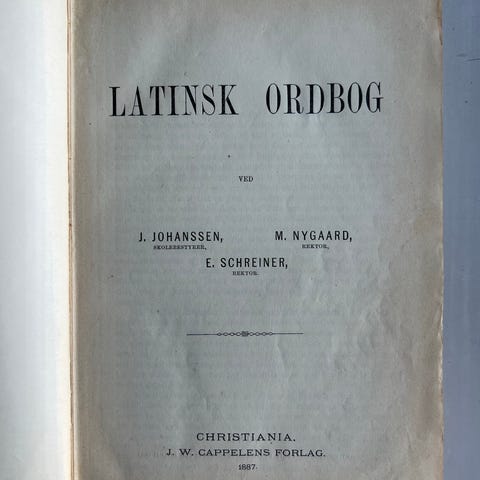 LATINSK ORDBOG
VED
J. JOHANSSEN, M. NYGAARD,
SKOLEBESTYRER, REKTOR,
E. SCHREINER,
REKTOR.
CHRISTIANIA.
J. W. CAPPELENS FORLAG.
1887.